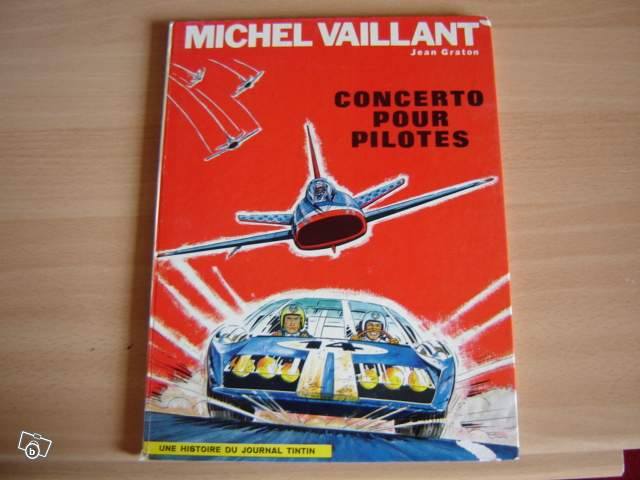 MICHEL VAILLANT
Jean Graton
CONCERTO
POUR
PILOTES
14
UNE HISTOIRE DU JOURNAL TINTIN
b